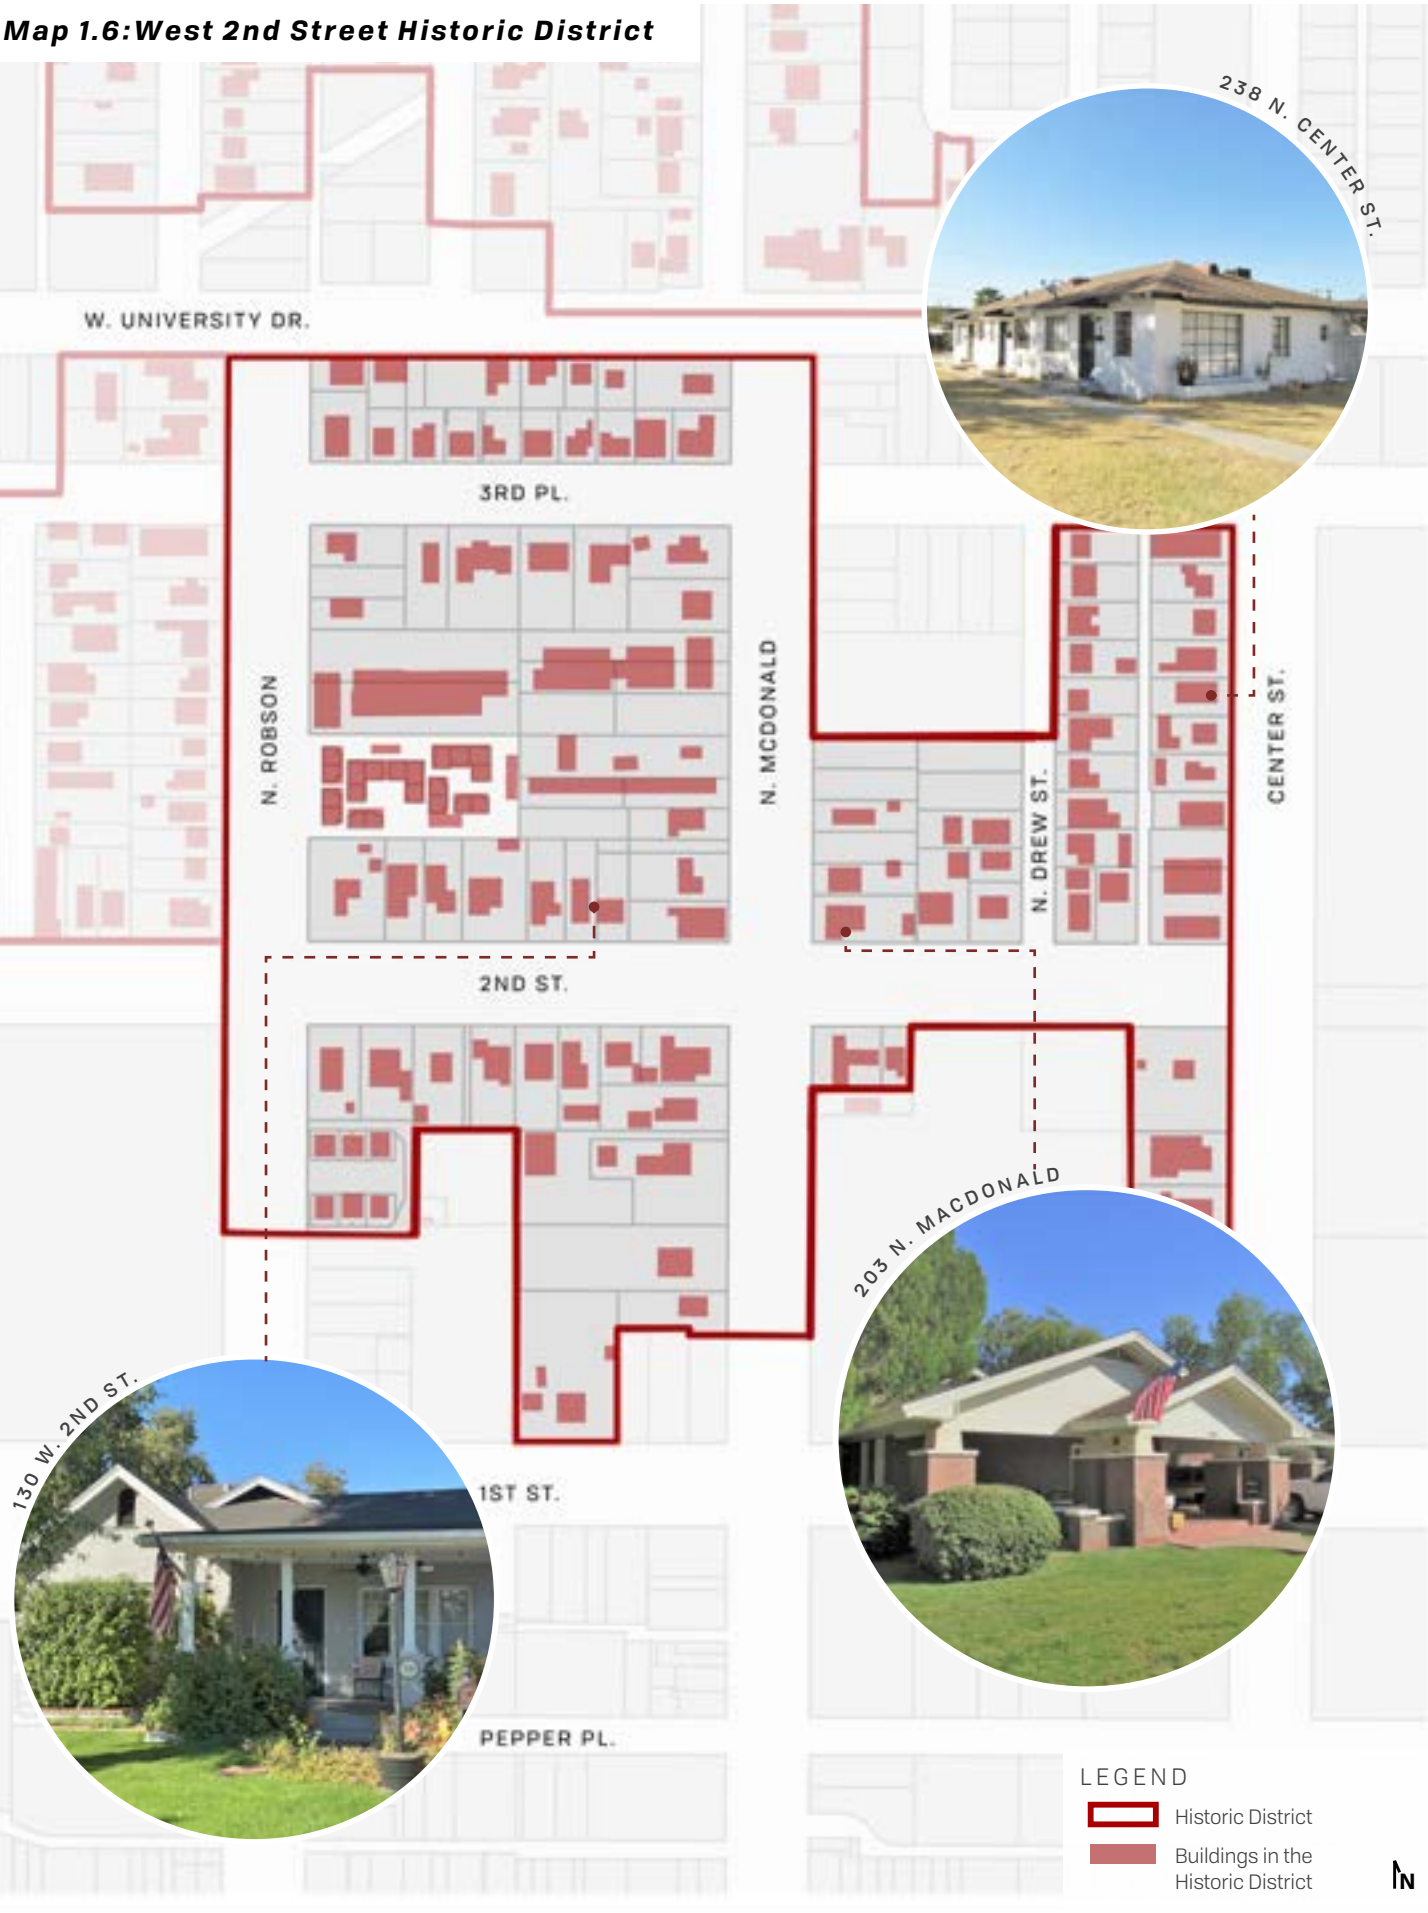 Map 1.6:West 2nd Street Historic District
238 N. CENTER ST.
W. UNIVERSITY DR.
3RD PL.
N. ROBSON
N. MCDONALD
N. DREW ST.
CENTER ST.
2ND ST.
203 N. MACDONALD
130 W. 2ND ST.
1ST ST.
PEPPER PL.
LEGEND
Historic District
Buildings in the
Historic District
N